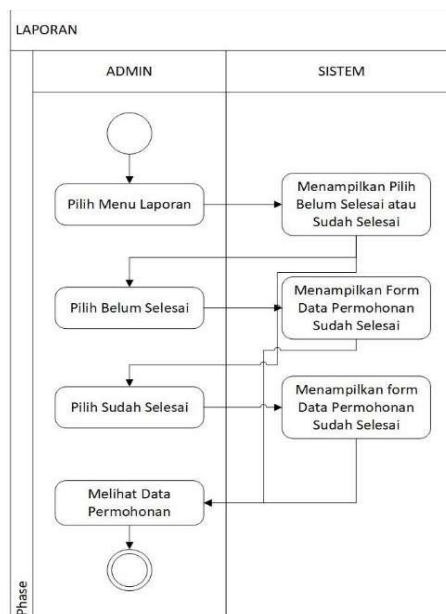 LAPORAN
ADMIN
SISTEM
Pilih Menu Laporan
Menampilkan Pilih
Belum Selesai atau
Sudah Selesai
Pilih Belum Selesai
Menampilkan Form
Data Permohonan
Sudah Selesai
Pilih Sudah Selesai
Menampilkan form
Data Permohonan
Sudah Selesai
Melihat Data
Permohonan
Phase